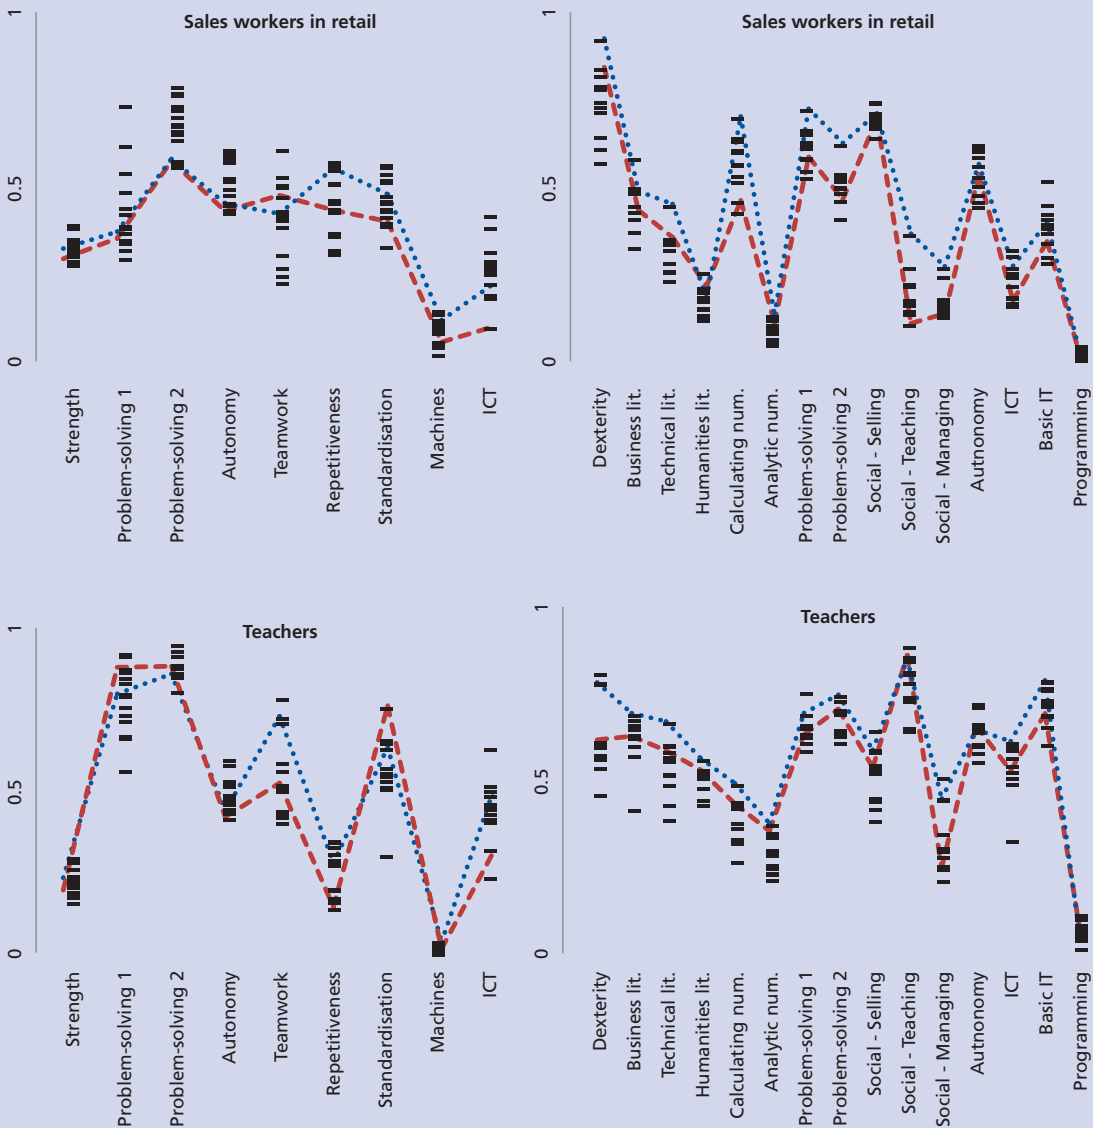 Sales workers in retail
1
0.5
0
Strength
Problem-solving 1
Problem-solving 2
Autonomy
Teamwork
Repetitiveness
Standardisation
Machines
ICT
Sales workers in retail
1
0.5
0
Dexterity
Business lit.
Technical lit.
Humanities lit.
Calculating num.
Analytic num.
Problem-solving 1
Problem-solving 2
Social - Selling
Social - Teaching
Social - Managing
Autnonomy
ICT
Basic IT
Programming
Teachers
1
0.5
0
Strength
Problem-solving 1
Problem-solving 2
Autonomy
Teamwork
Repetitiveness
Standardisation
Machines
ICT
Teachers
1
0.5
0
Dexterity
Business lit.
Technical lit.
Humanities lit.
Calculating num.
Analytic num.
Problem-solving 1
Problem-solving 2
Social - Selling
Social - Teaching
Social - Managing
Autnonomy
ICT
Basic IT
Programming